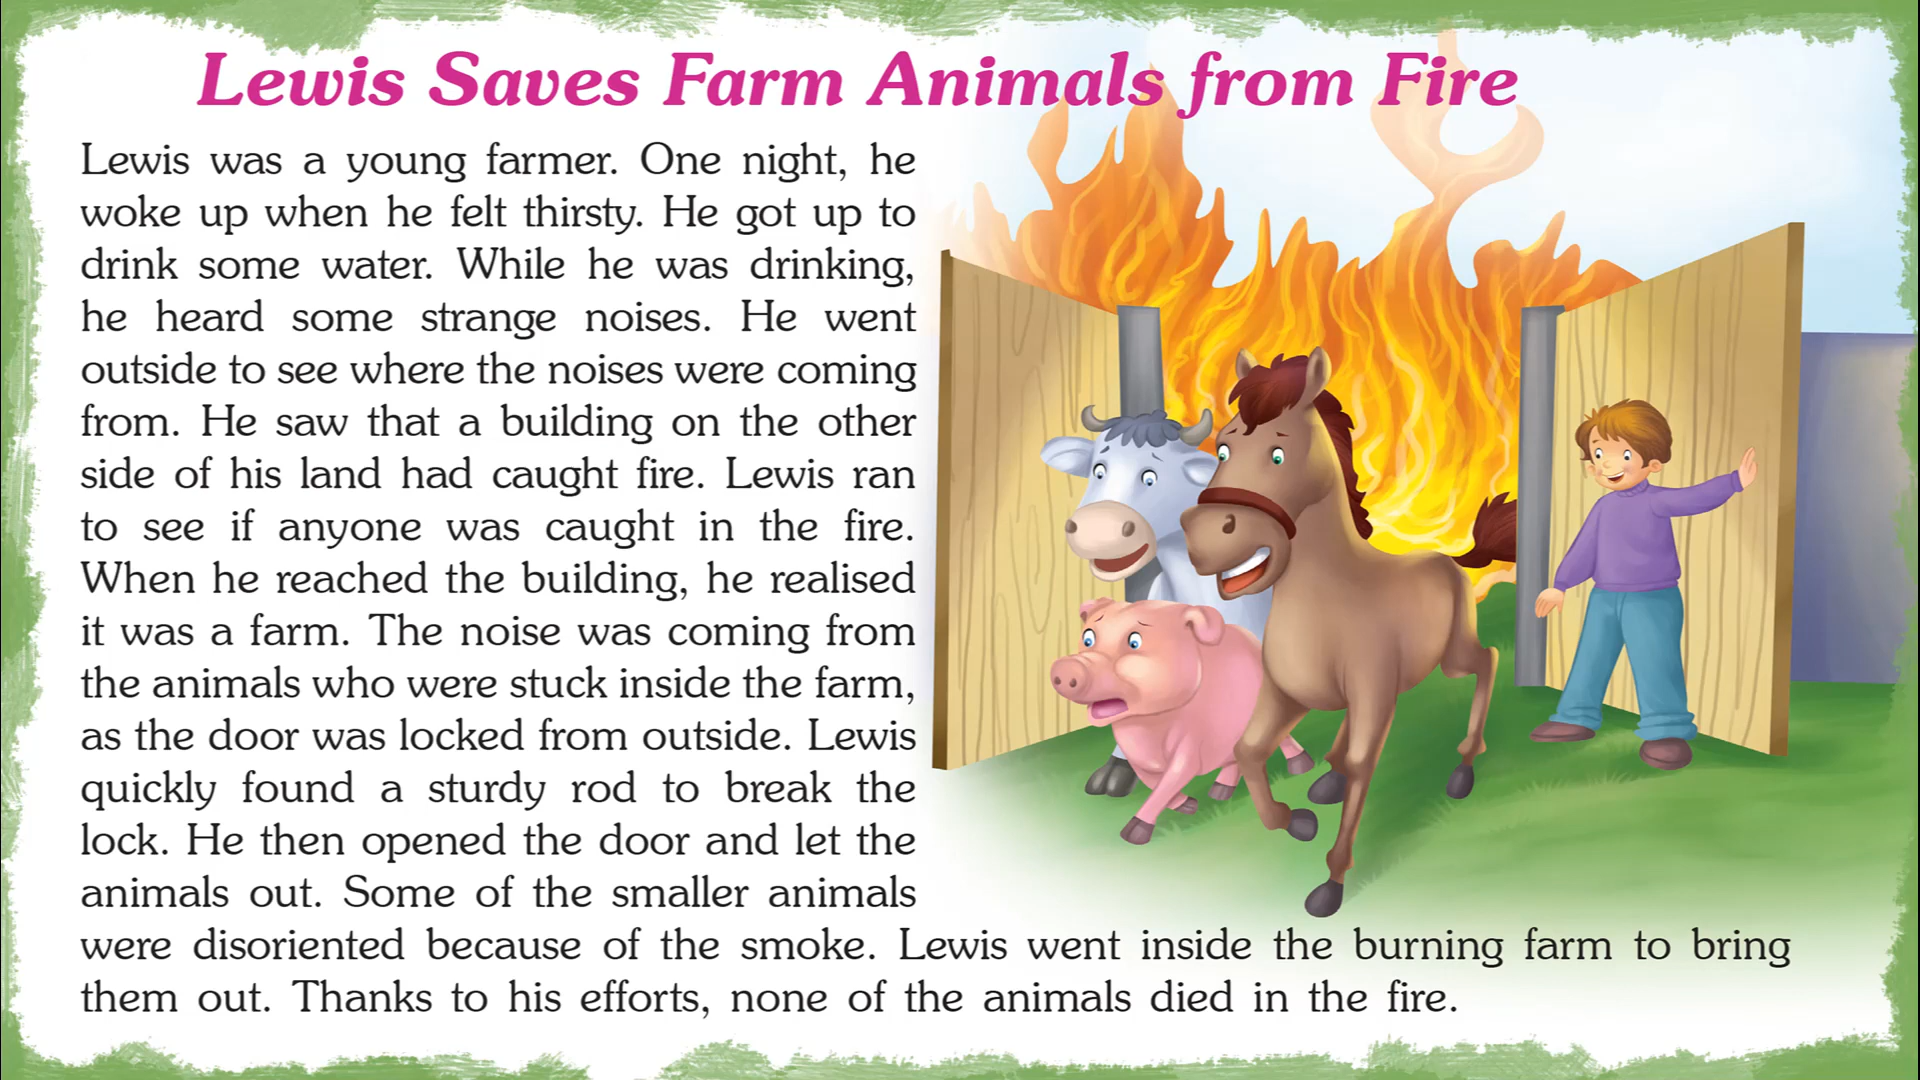 Lewis Saves Farm Animals from Fire
Lewis was a young farmer. One night, he
woke up when he felt thirsty. He got up to
drink some water. While he was drinking,
he heard some strange noises. He went
outside to see where the noises were coming
from. He saw that a building on the other
side of his land had caught fire. Lewis ran
to see if anyone was caught in the fire.
When he reached the building, he realised
it was a farm. The noise was coming from
the animals who were stuck inside the farm,
as the door was locked from outside. Lewis
quickly found a sturdy rod to break the
lock. He then opened the door and let the
animals out. Some of the smaller animals
were disoriented because of the smoke. Lewis went inside the burning farm to bring
them out. Thanks to his efforts, none of the animals died in the fire.